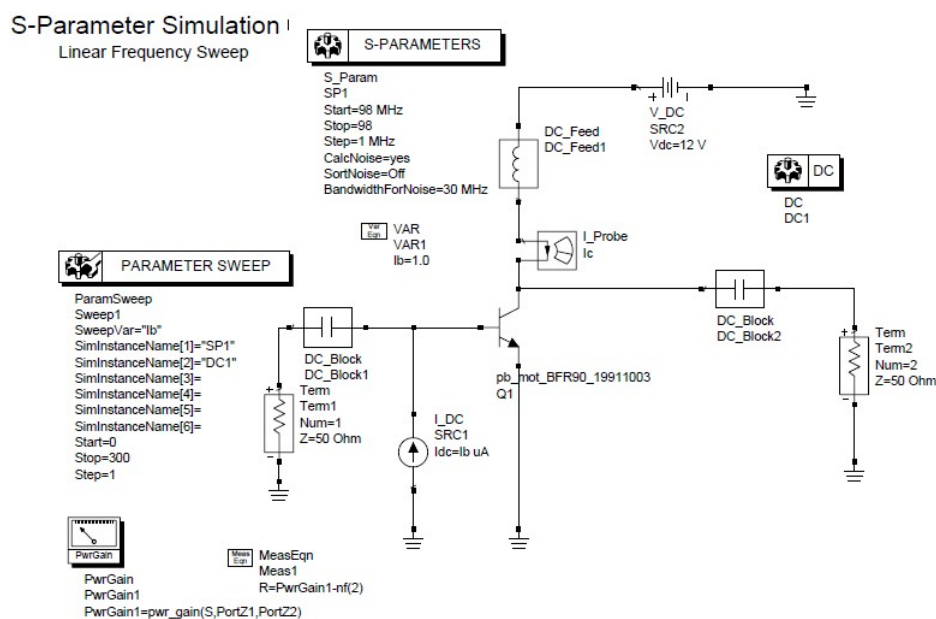 S-Parameter Simulation
Linear Frequency Sweep
S-PARAMETERS
S_Param
SP1
Start=98 MHz
Stop=98
Step=1 MHz
CalcNoise=yes
SortNoise=Off
BandwidthForNoise=30 MHz
DC_Feed
DC_Feed1
+
V_DC
SRC2
Vdc=12 V
DC
DC
DC1
Var
Eqn
VAR
VAR1
Ib=1.0
I_Probe
Ic
PARAMETER SWEEP
ParamSweep
Sweep1
SweepVar="Ib"
SimInstanceName[1]="SP1"
SimInstanceName[2]="DC1"
SimInstanceName[3]=
SimInstanceName[4]=
SimInstanceName[5]=
SimInstanceName[6]=
Start=0
Stop=300
Step=1
DC_Block
DC_Block1
+
Term
Term1
Num=1
Z=50 Ohm
-
I_DC
SRC1
Idc=Ib uA
pb_mot_BFR90_19911003
Q1
DC_Block
DC_Block2
+
Term
Term2
Num=2
Z=50 Ohm
-
PwrGain
PwrGain
PwrGain1
PwrGain1=pwr_gain(S,PortZ1,PortZ2)
Meas
Eqn
MeasEqn
Meas1
R=PwrGain1-nf(2)